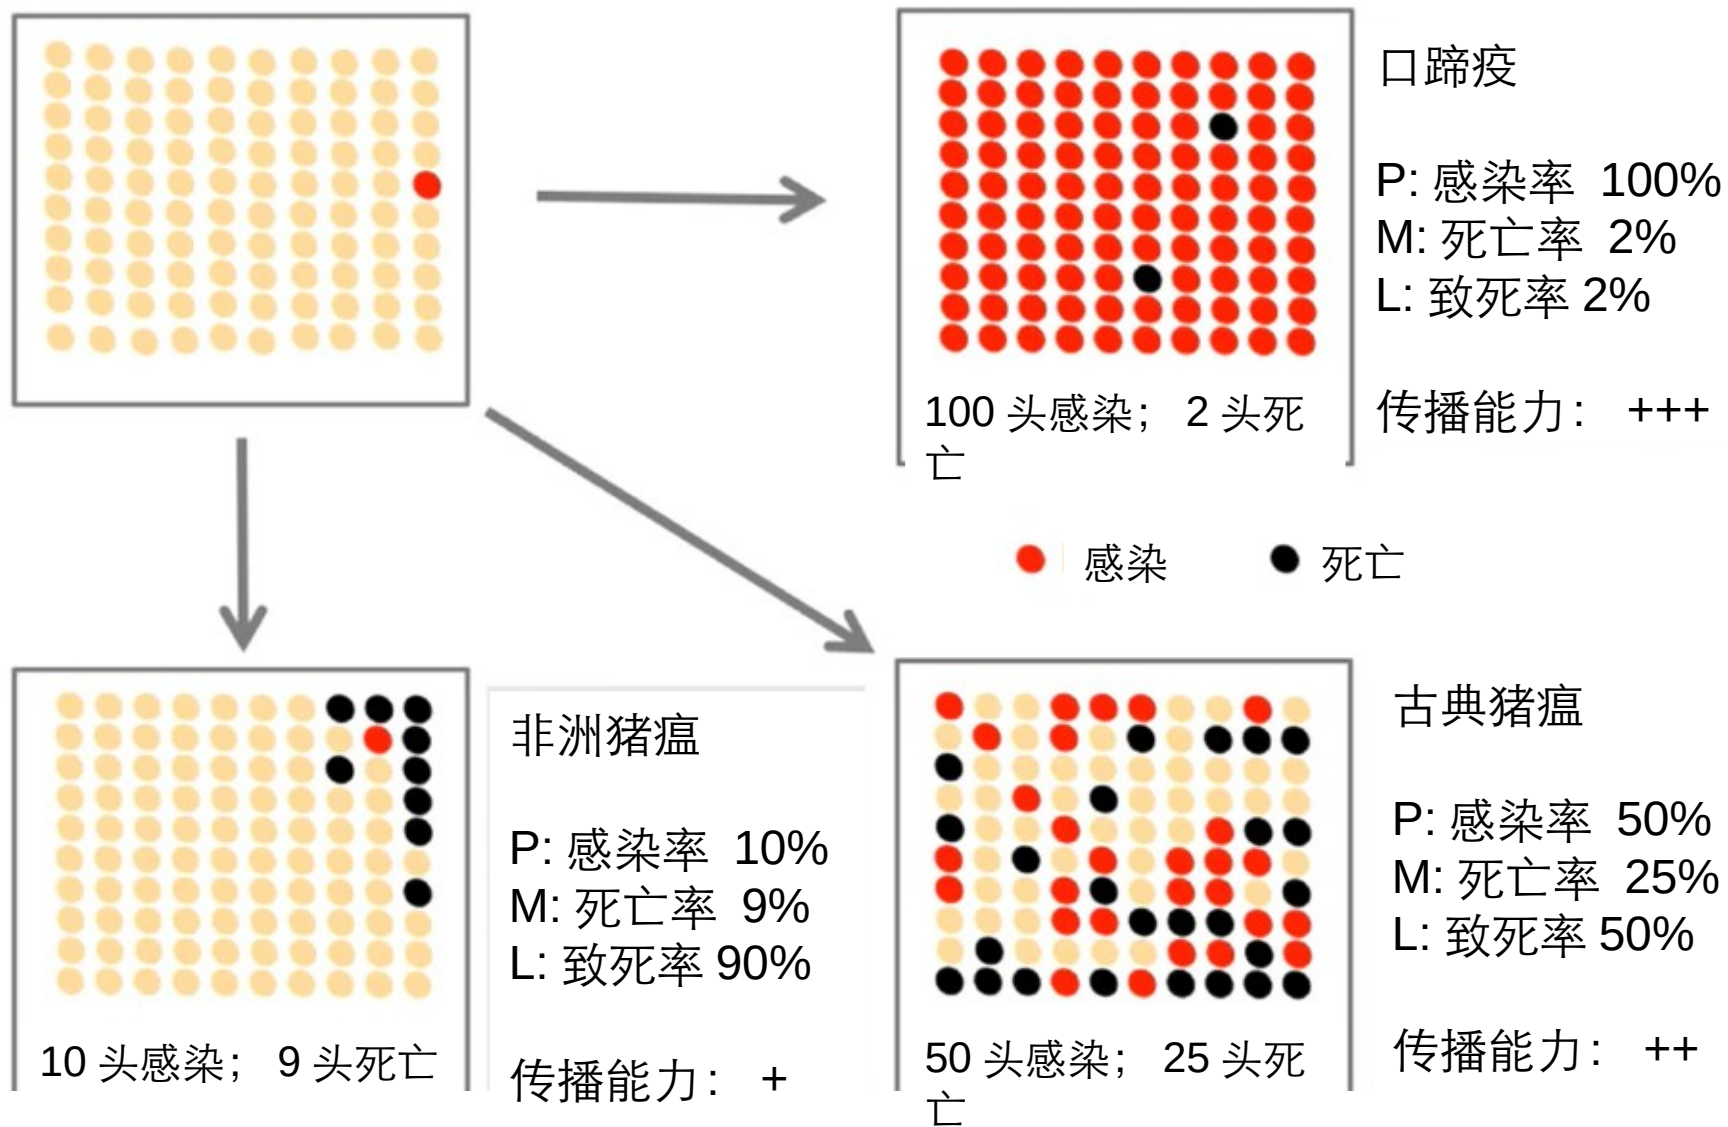 口蹄疫
P: 感染率 100%
M: 死亡率 2%
L: 致死率 2%
传播能力： +++
100 头感染； 2 头死
亡
感染
死亡
非洲猪瘟
P: 感染率 10%
M: 死亡率 9%
L: 致死率 90%
传播能力： +
10 头感染； 9 头死亡
古典猪瘟
P: 感染率 50%
M: 死亡率 25%
L: 致死率 50%
传播能力： ++
50 头感染； 25 头死
亡